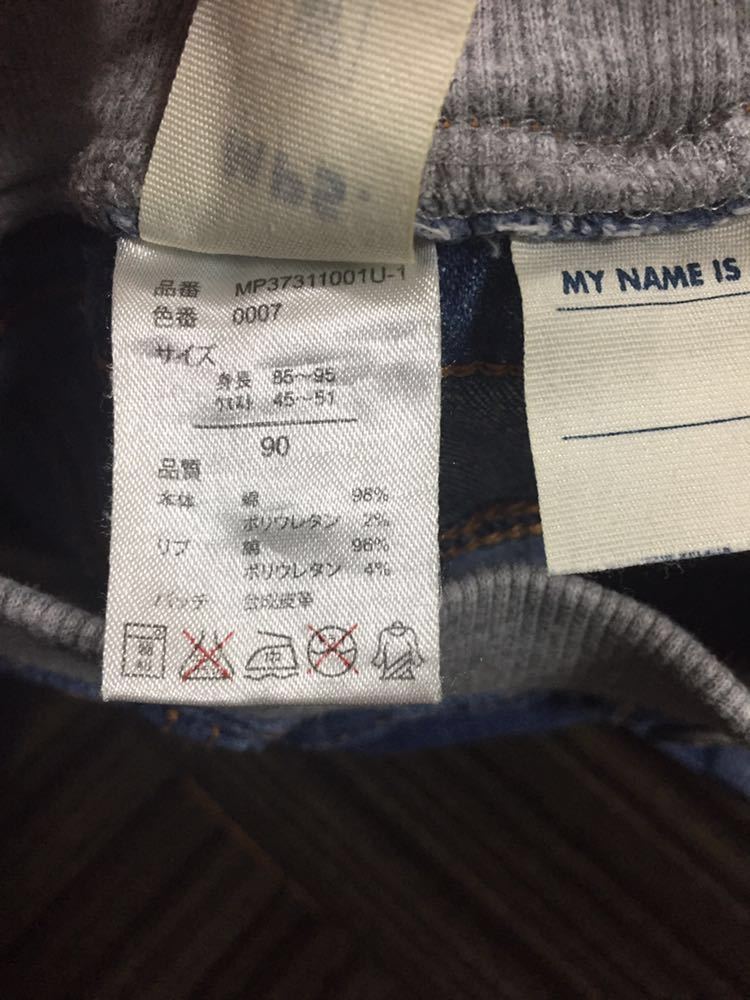 品番 MP37311001U-1
色番 0007
サイズ
身長 85〜95
ウエスト 45〜51
90
品質
本体 綿 98%
ポリウレタン 2%
リブ 綿 96%
ポリウレタン 4%
パッチ 合成皮革
MY NAME IS